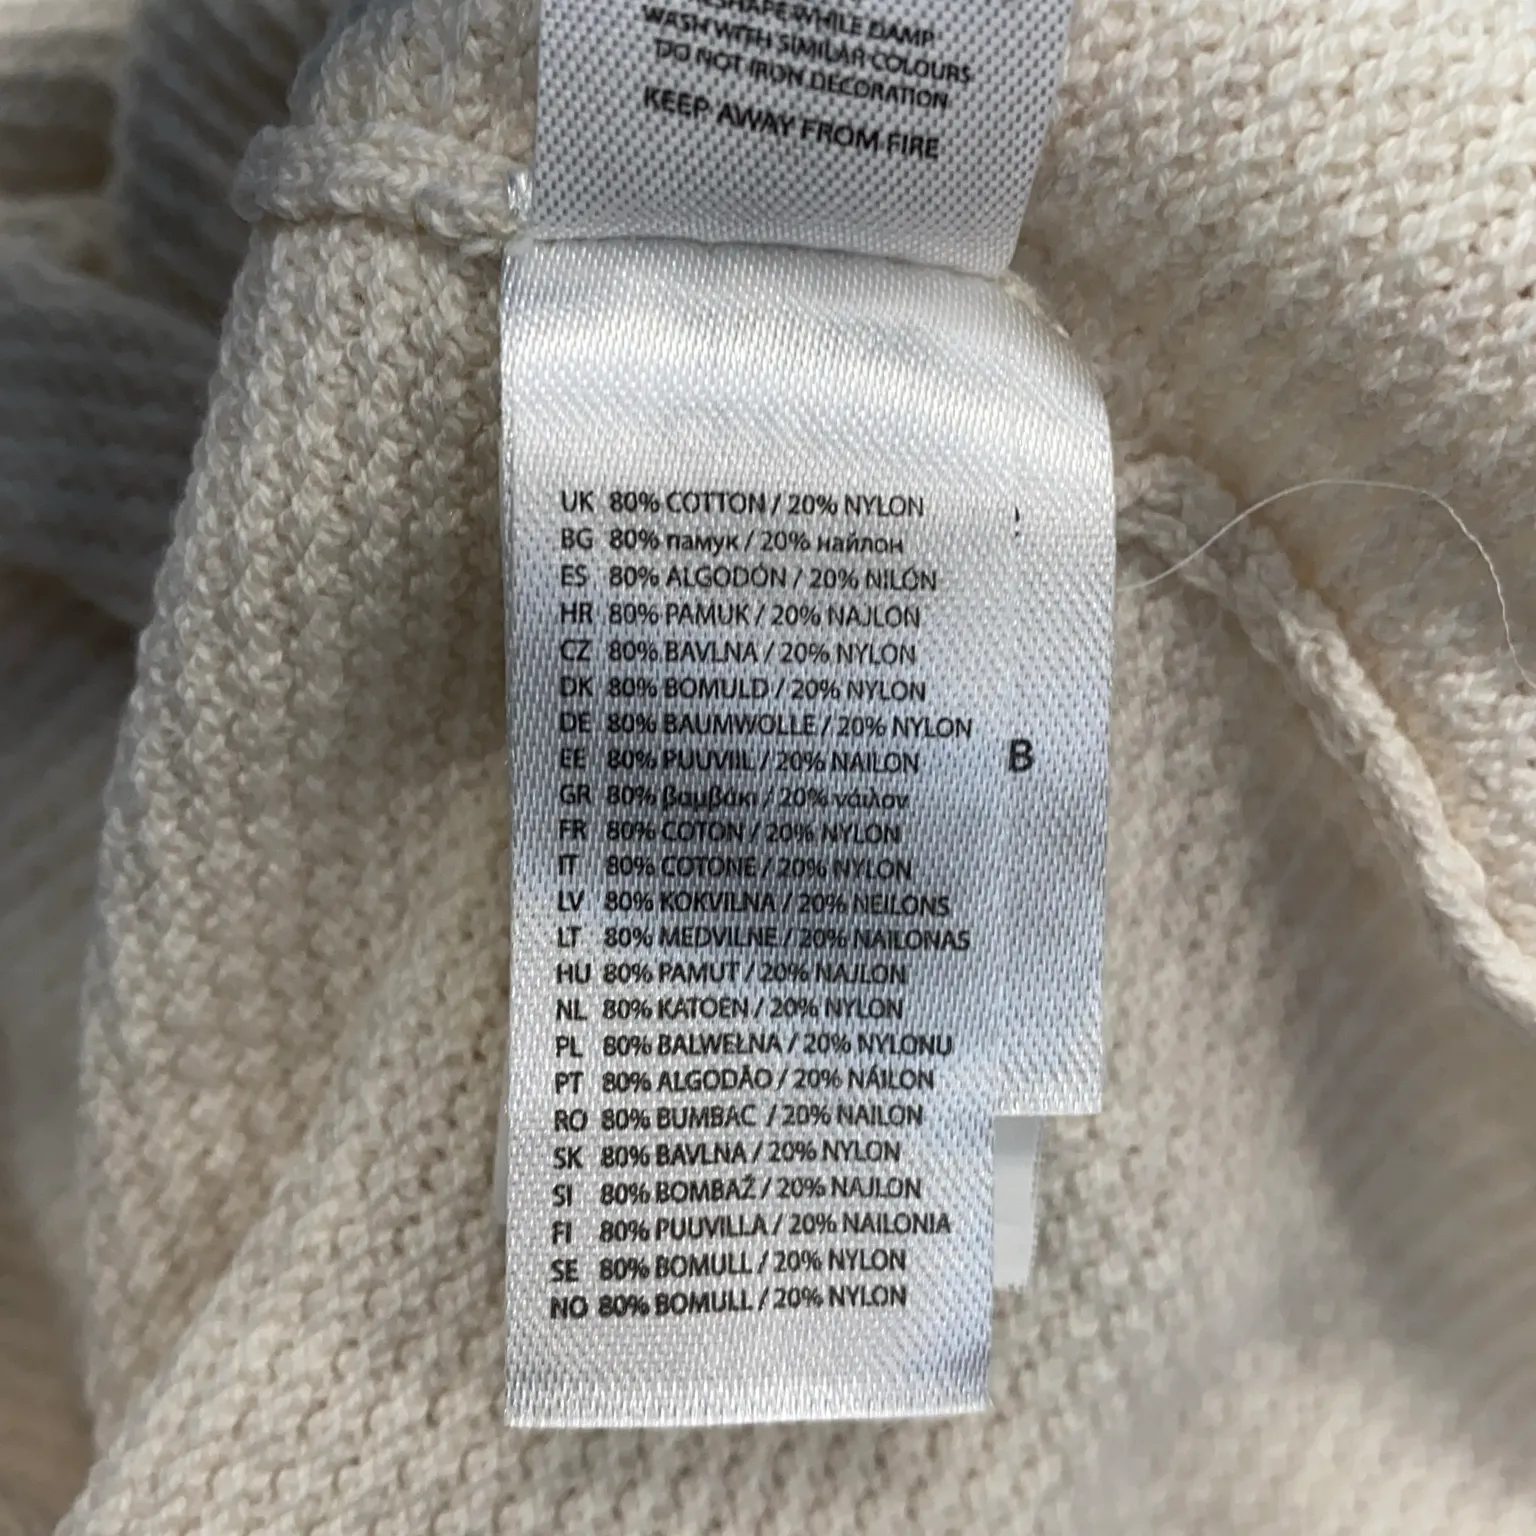 RESHAPE WHILE DAMP
WASH WITH SIMILAR COLOURS
DO NOT IRON DECORATION
KEEP AWAY FROM FIRE
UK 80% COTTON / 20% NYLON
BG 80% памук / 20% найлон
ES 80% ALGODÓN / 20% NILÓN
HR 80% PAMUK / 20% NAJLON
CZ 80% BAVLNA / 20% NYLON
DK 80% BOMULD / 20% NYLON
DE 80% BAUMWOLLE / 20% NYLON
EE 80% PUUVIIL / 20% NAILON
B
GR 80% βαμβάκι / 20% νάιλον
FR 80% COTON / 20% NYLON
IT 80% COTONE / 20% NYLON
LV 80% KOKVILNA / 20% NEILONS
LT 80% MEDVILNE / 20% NAILONAS
HU 80% PAMUT / 20% NAJLON
NL 80% KATOEN / 20% NYLON
PL 80% BALWEŁNA / 20% NYLONU
PT 80% ALGODÃO / 20% NÁILON
RO 80% BUMBAC / 20% NAILON
SK 80% BAVLNA / 20% NYLON
SI 80% BOMBAŽ / 20% NAJLON
FI 80% PUUVILLA / 20% NAILONIA
SE 80% BOMULL / 20% NYLON
NO 80% BOMULL / 20% NYLON